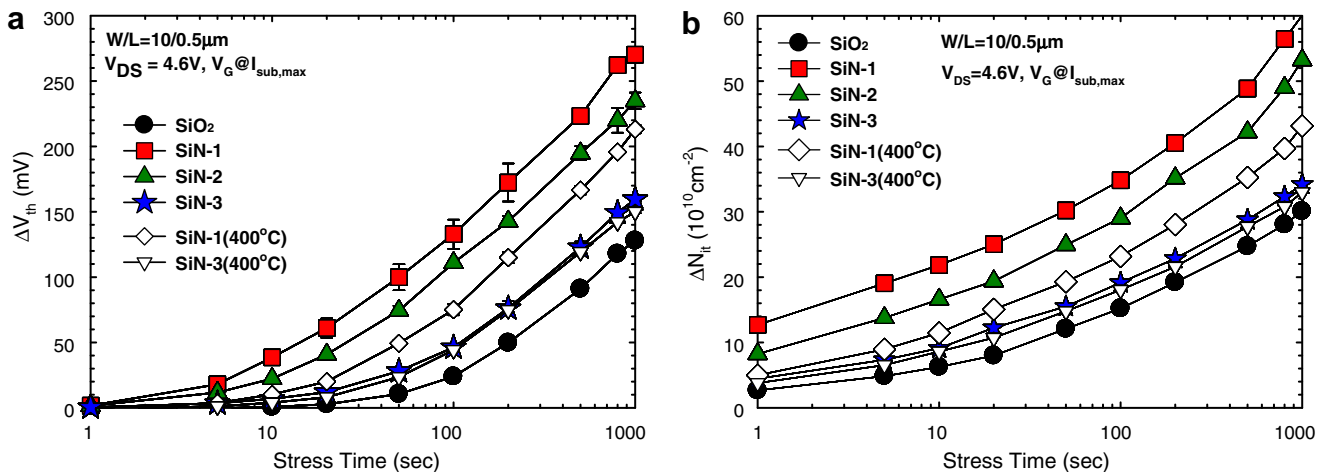 a
W/L=10/0.5μm
V_DS = 4.6V, V_G@I_sub,max
SiO₂
SiN-1
SiN-2
SiN-3
SiN-1(400°C)
SiN-3(400°C)
300
250
200
150
100
50
0
ΔV_th (mV)
1 10 100 1000
Stress Time (sec)
b
SiO₂
SiN-1
SiN-2
SiN-3
SiN-1(400°C)
SiN-3(400°C)
W/L=10/0.5μm
V_DS=4.6V, V_G@I_sub,max
60
50
40
30
20
10
0
ΔN_it (10¹⁰cm⁻²)
1 10 100 1000
Stress Time (sec)